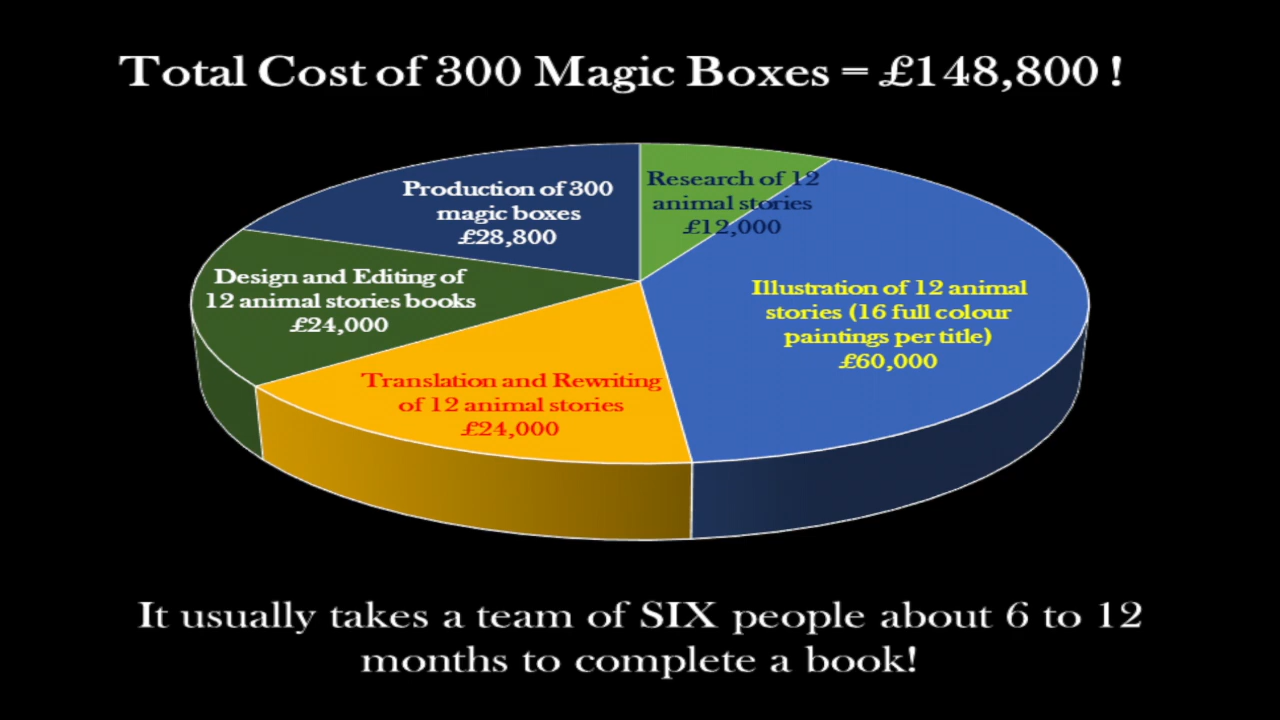 Total Cost of 300 Magic Boxes = £148,800 !
Production of 300
magic boxes
£28,800
Research of 12
animal stories
£12,000
Design and Editing of
12 animal stories books
£24,000
Illustration of 12 animal
stories (16 full colour
paintings per title)
£60,000
Translation and Rewriting
of 12 animal stories
£24,000
It usually takes a team of SIX people about 6 to 12
months to complete a book!